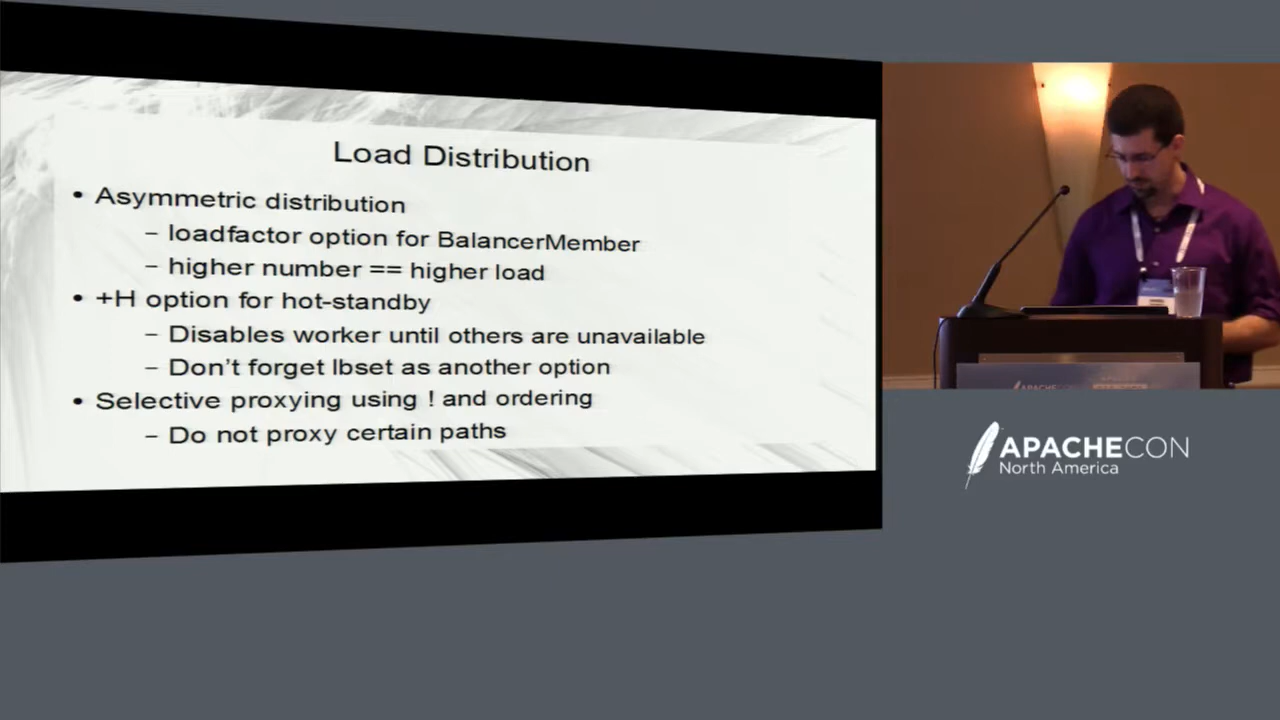 Load Distribution
• Asymmetric distribution
– loadfactor option for BalancerMember
– higher number == higher load
• +H option for hot-standby
– Disables worker until others are unavailable
– Don't forget lbset as another option
• Selective proxying using ! and ordering
– Do not proxy certain paths
APACHECON
North America
APACHECON